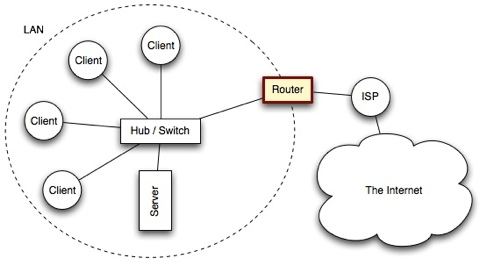 LAN
Client
Client
Client
Client
Hub / Switch
Server
Router
ISP
The Internet